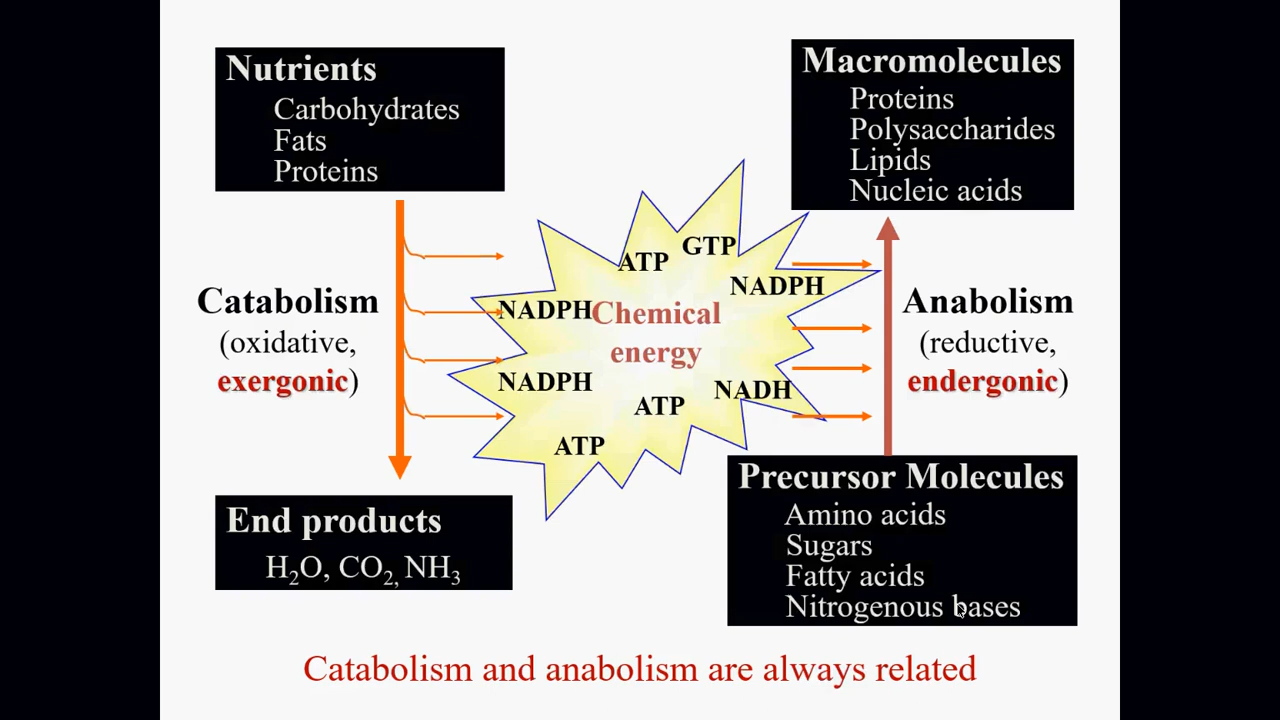 Nutrients
Carbohydrates
Fats
Proteins
Macromolecules
Proteins
Polysaccharides
Lipids
Nucleic acids
Catabolism
(oxidative,
exergonic)
ATP
GTP
NADPH
NADPH
Chemical
energy
NADPH
NADH
ATP
ATP
Anabolism
(reductive,
endergonic)
End products
H₂O, CO₂, NH₃
Precursor Molecules
Amino acids
Sugars
Fatty acids
Nitrogenous bases
Catabolism and anabolism are always related